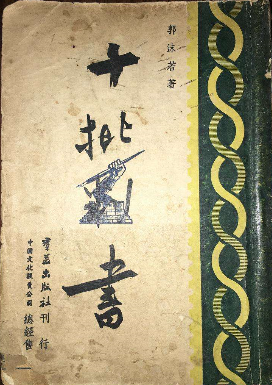 郭沫若著
十批判書
羣益出版社刊行
中國文化投資公司總經售